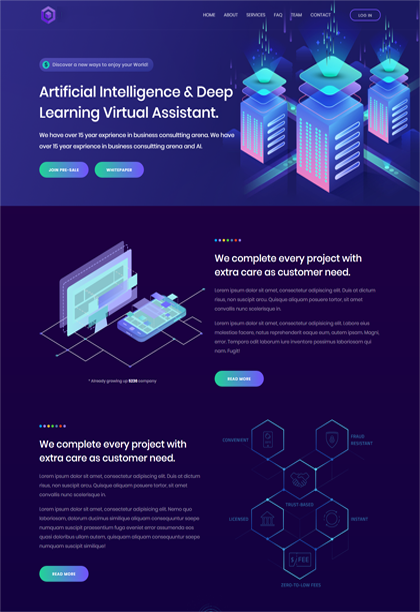 HOME ABOUT SERVICES FAQ TEAM CONTACT LOG IN
Discover a new ways to enjoy your World!
Artificial Intelligence & Deep
Learning Virtual Assistant.
We have over 15 year exprience in business consultting arena. We have
over 15 year exprience in business consultting arena and AI.
JOIN PRE-SALE WHITEPAPER
We complete every project with
extra care as customer need.
Lorem ipsum dolor sit amet, consectetur adipiscing elit. Duis at dictum
risus, non suscipit arcu. Quisque aliquam posuere tortor, sit amet
convallis nunc scelerisque in.
Lorem ipsum dolor sit amet, consectetur adipiscing elit. Labore eius
molestiae facere, natus reprehenderit eaque eum, autem ipsam. Magni,
error. Tempora odit laborum iure inventore possimus laboriosam qui
nam. Fugit!
READ MORE
* Already growing up $239 company
We complete every project with
extra care as customer need.
Lorem ipsum dolor sit amet, consectetur adipiscing elit. Duis at dictum
risus, non suscipit arcu. Quisque aliquam posuere tortor, sit amet
convallis nunc scelerisque in.
Lorem ipsum dolor sit amet, consectetur adipiscing elit. Nemo quo
laboriosam, dolorum ducimus similique aliquam consequuntur saepe
numquam suscipit praesentium fuga eveniet error assumenda eos
quasi doloribus ullam autem, quisquam aliquam consequuntur saepe
numquam suscipit similique!
READ MORE
CONVENIENT
FRAUD
RESISTANT
TRUST-BASED
LICENSED
INSTANT
$/FEE
ZERO-TO-LOW FEES